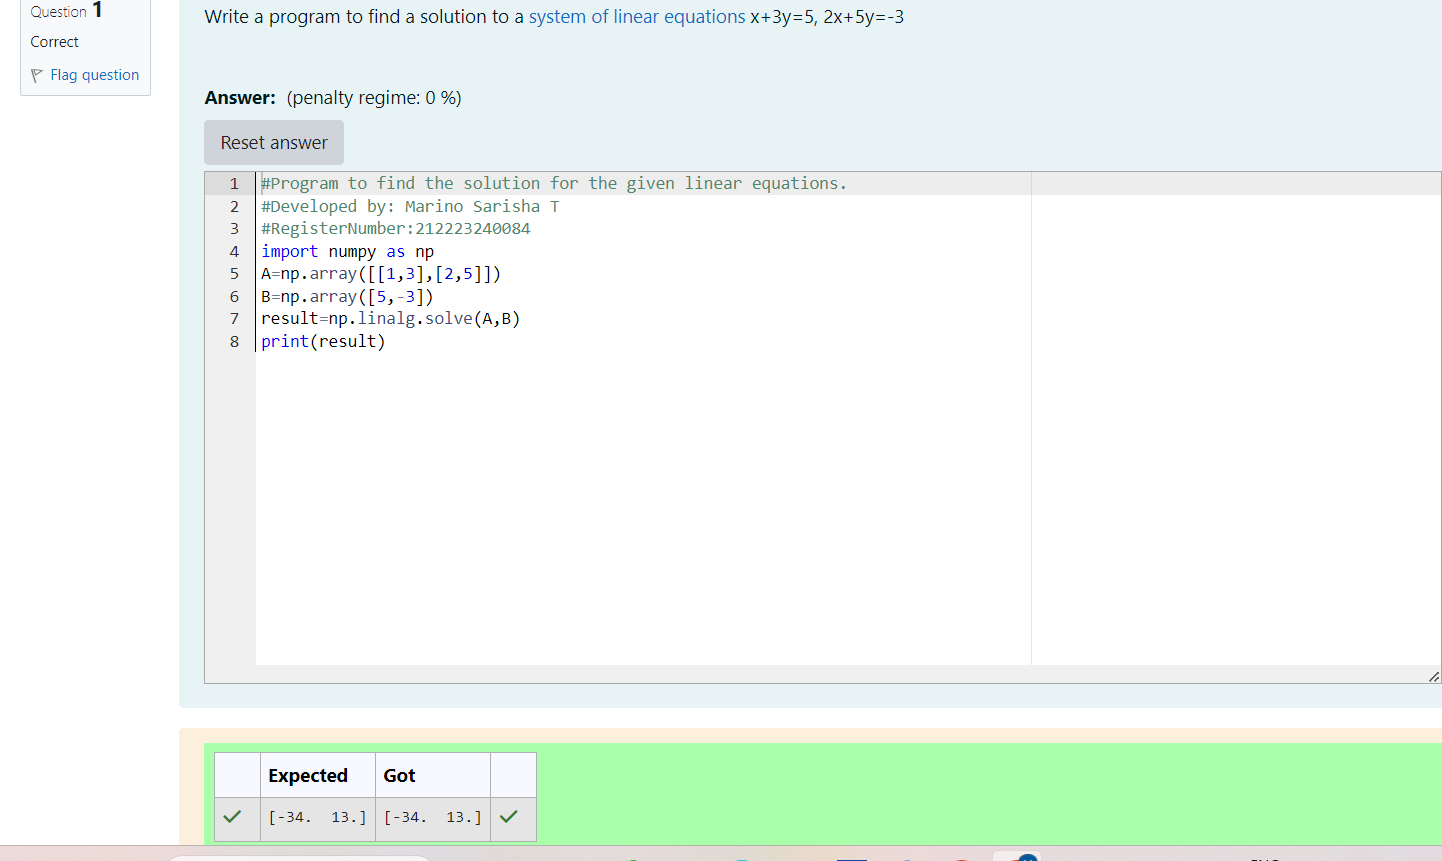 Question 1
Correct
Flag question
Write a program to find a solution to a system of linear equations x+3y=5, 2x+5y=-3
Answer: (penalty regime: 0 %)
Reset answer
1 #Program to find the solution for the given linear equations.
2 #Developed by: Marino Sarisha T
3 #RegisterNumber:212223240084
4 import numpy as np
5 A=np.array([[1,3],[2,5]])
6 B=np.array([5,-3])
7 result=np.linalg.solve(A,B)
8 print(result)
Expected Got
[-34. 13.] [-34. 13.]